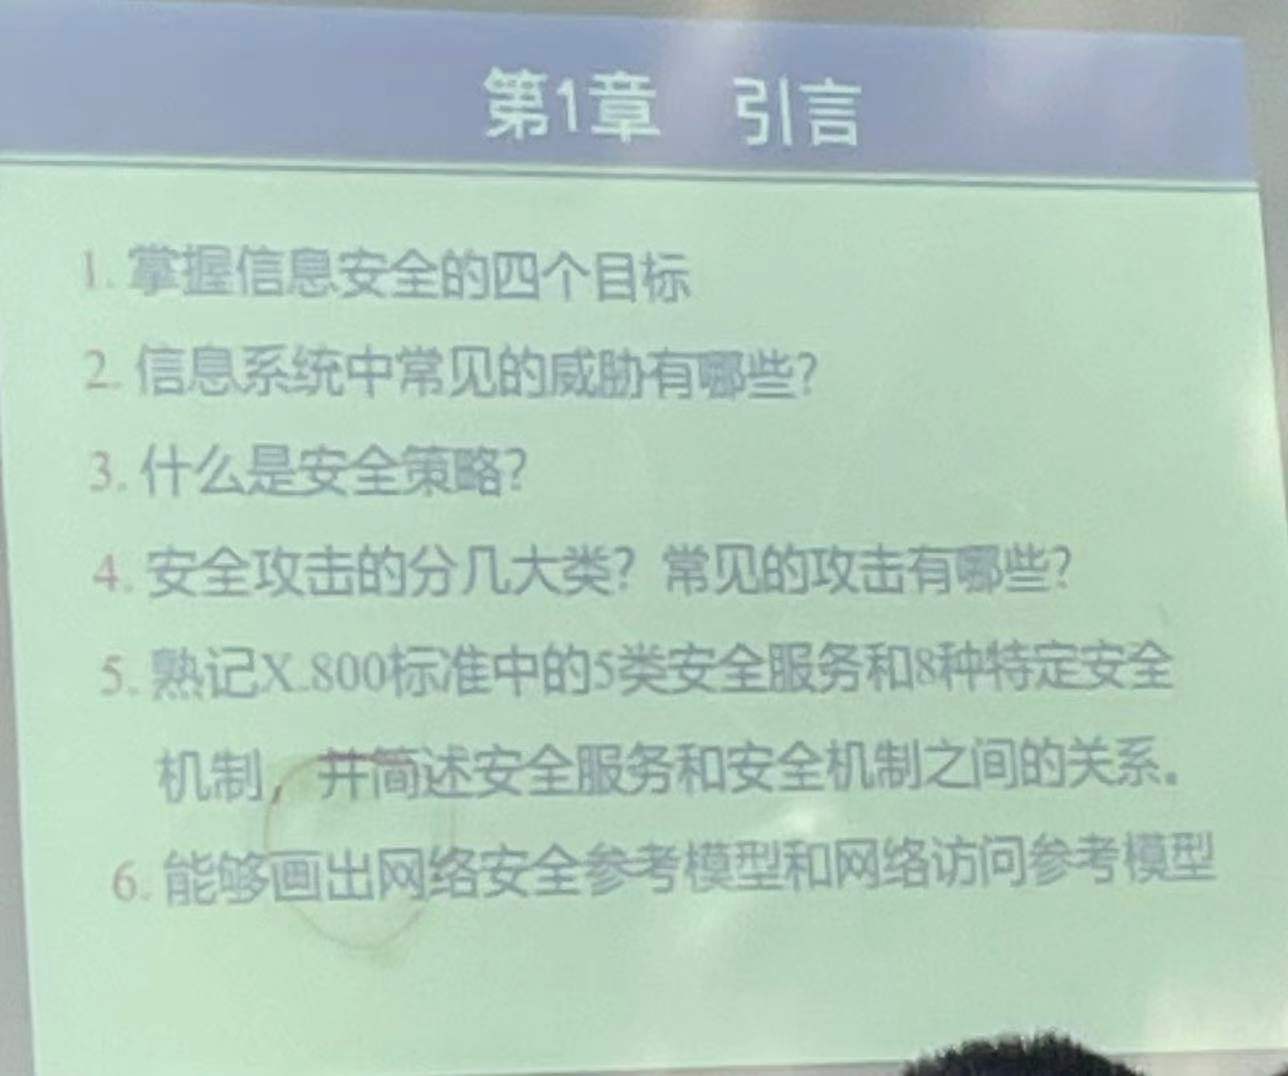 第1章 引言
1. 掌握信息安全的四个目标
2. 信息系统中常见的威胁有哪些？
3. 什么是安全策略？
4. 安全攻击的分几大类？常见的攻击有哪些？
5. 熟记X.800标准中的5类安全服务和8种特定安全
机制，并简述安全服务和安全机制之间的关系。
6. 能够画出网络安全参考模型和网络访问参考模型